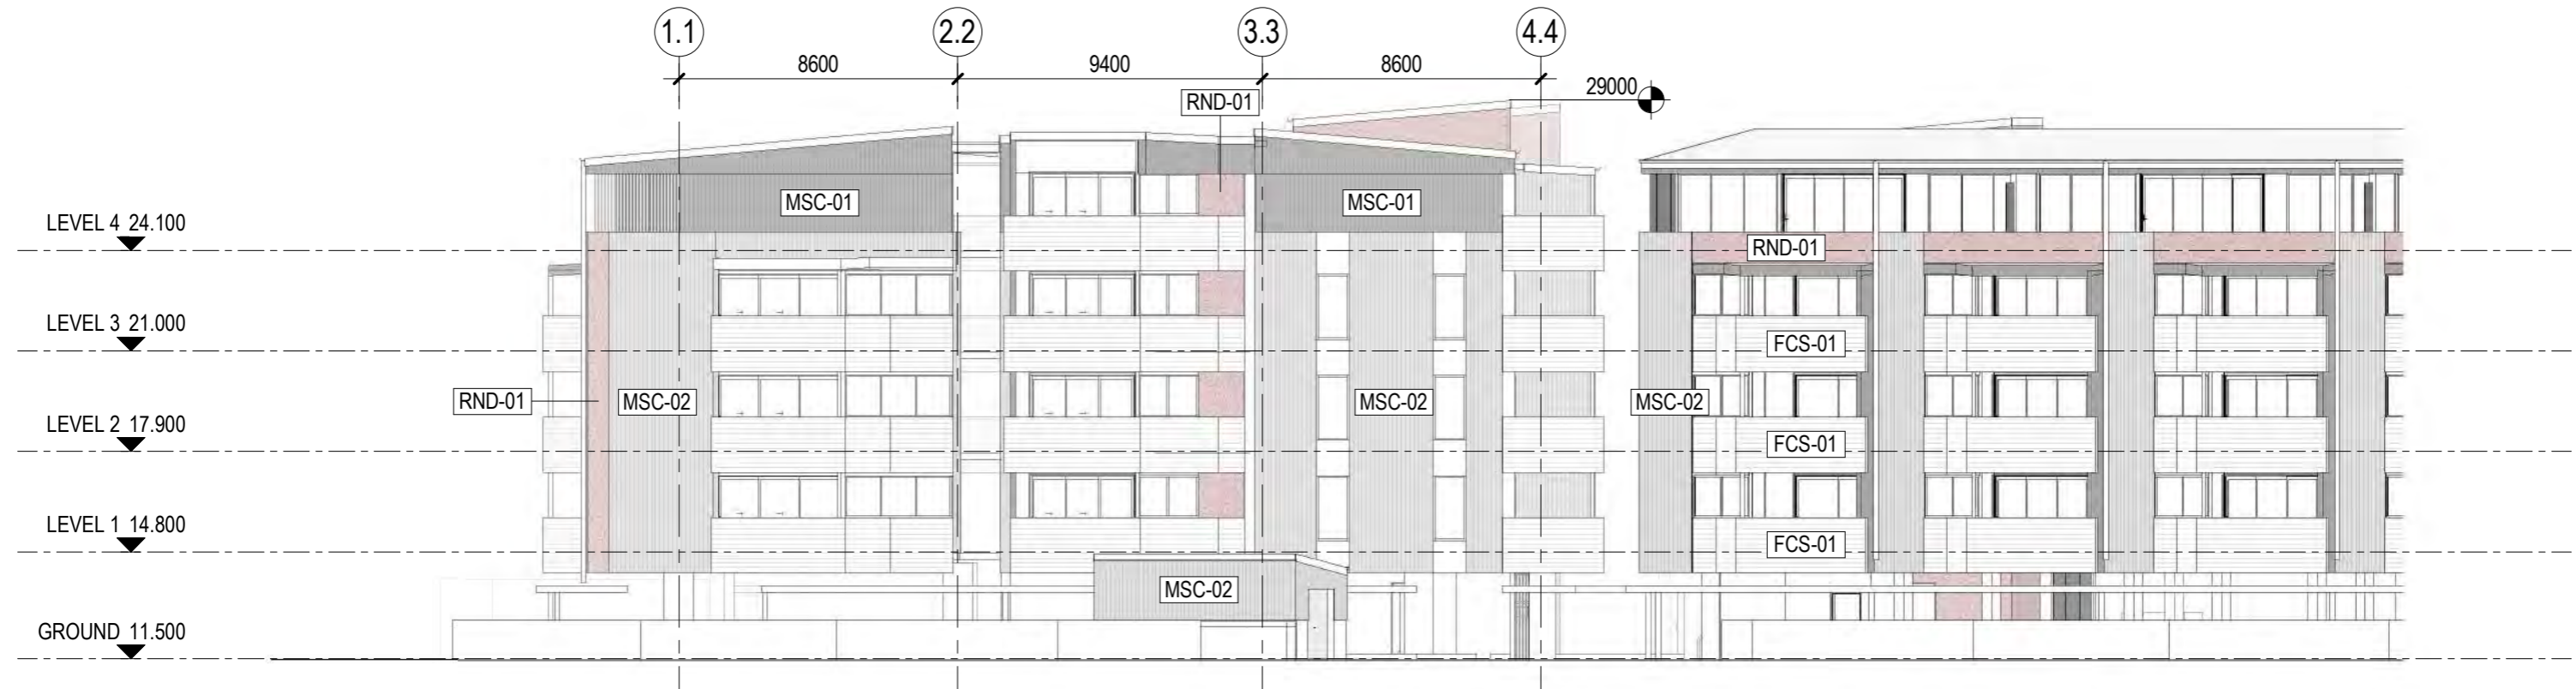 1.1 2.2 3.3 4.4
8600 9400 8600
29000
RND-01
MSC-01 MSC-01
LEVEL 4 24.100
RND-01
LEVEL 3 21.000
FCS-01
RND-01 MSC-02 MSC-02 MSC-02
LEVEL 2 17.900
FCS-01
LEVEL 1 14.800
FCS-01
MSC-02
GROUND 11.500